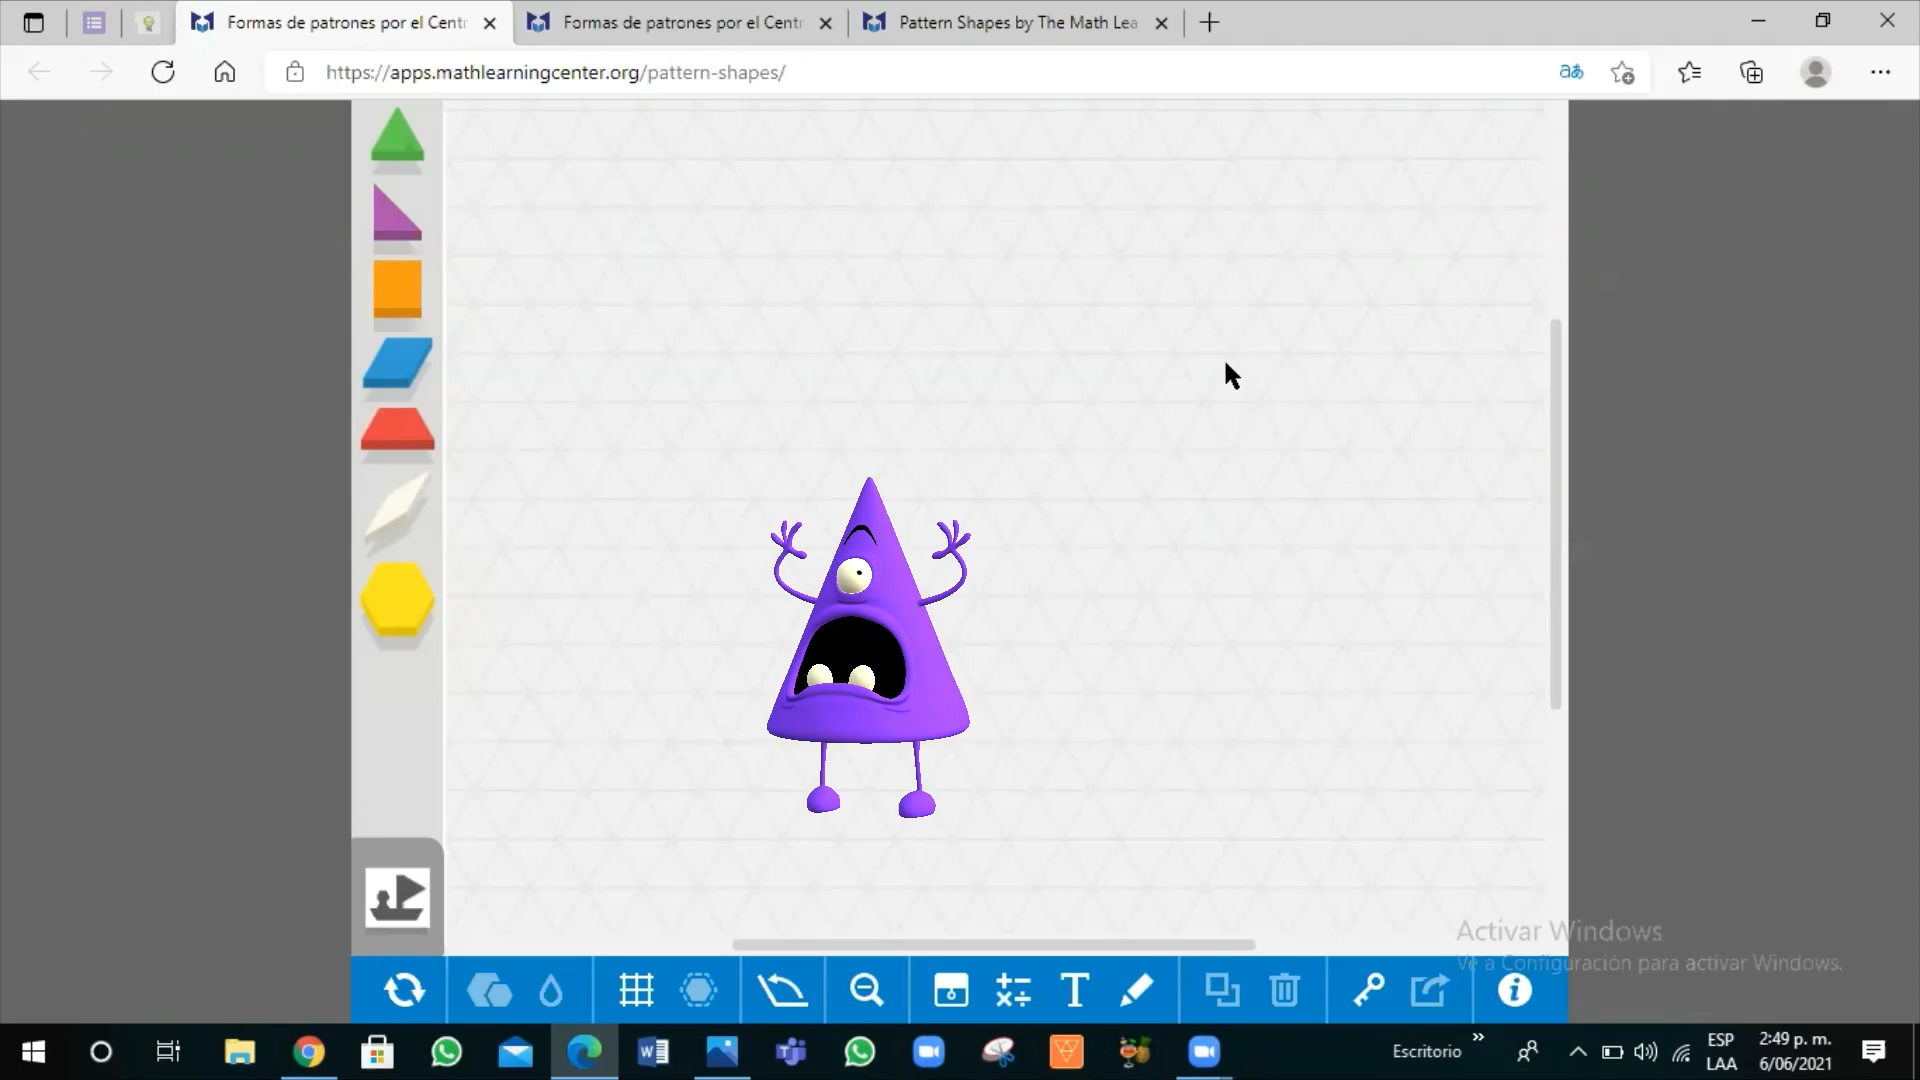 Formas de patrones por el Centr
Formas de patrones por el Centr
Pattern Shapes by The Math Lea
https://apps.mathlearningcenter.org/pattern-shapes/
aあ
Activar Windows
Ve a Configuración para activar Windows.
T
i
Escritorio
ESP
LAA
2:49 p. m.
6/06/2021